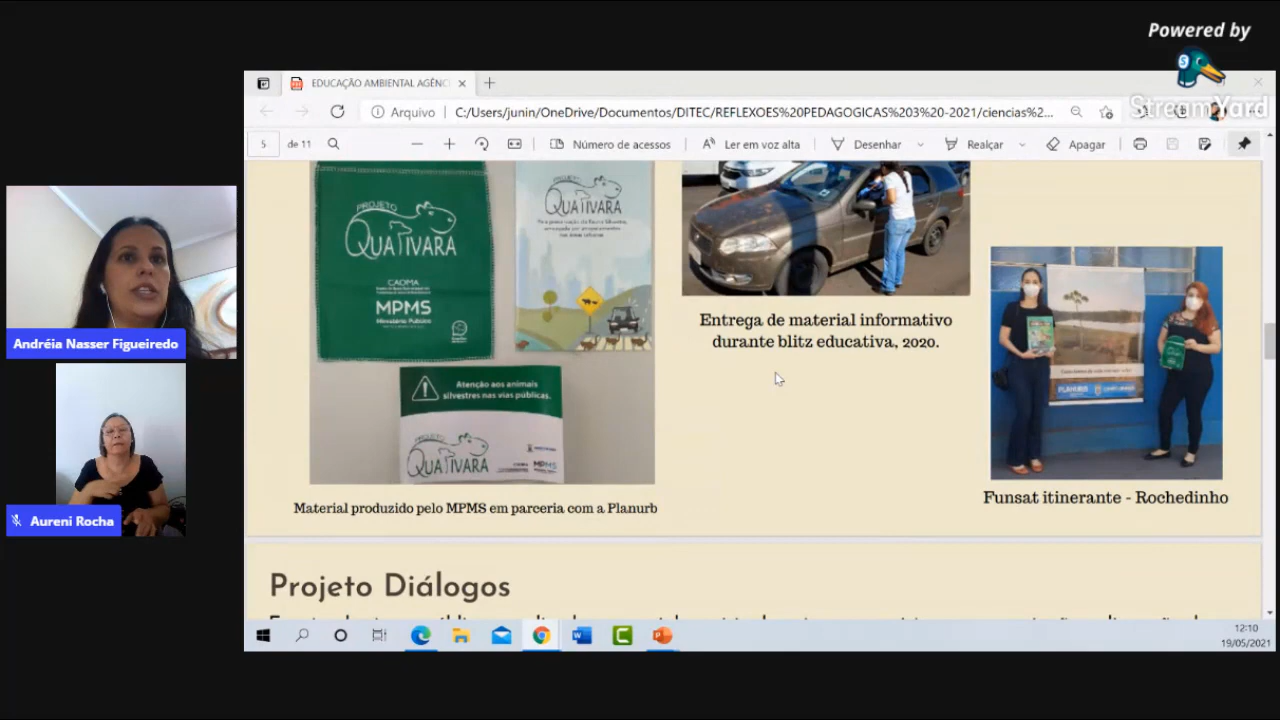 Powered by
StreamYard
EDUCAÇÃO AMBIENTAL AGÊNC
Arquivo
C:/Users/junin/OneDrive/Documentos/DITEC/REFLEXOES%20PEDAGOGICAS%203%20-2021/ciencias%2...
5
de 11
Número de acessos
Ler em voz alta
Desenhar
Realçar
Apagar
PROJETO
QUATIVARA
CAOMA
MPMS
Ministério Público
PROJETO
QUATIVARA
Atenção aos animais
silvestres nas vias públicas.
PROJETO
QUATIVARA
MPMS
Material produzido pelo MPMS em parceria com a Planurb
Entrega de material informativo
durante blitz educativa, 2020.
PLANURB
Funsat itinerante - Rochedinho
Projeto Diálogos
Andréia Nasser Figueiredo
Aureni Rocha
12:10
19/05/2021